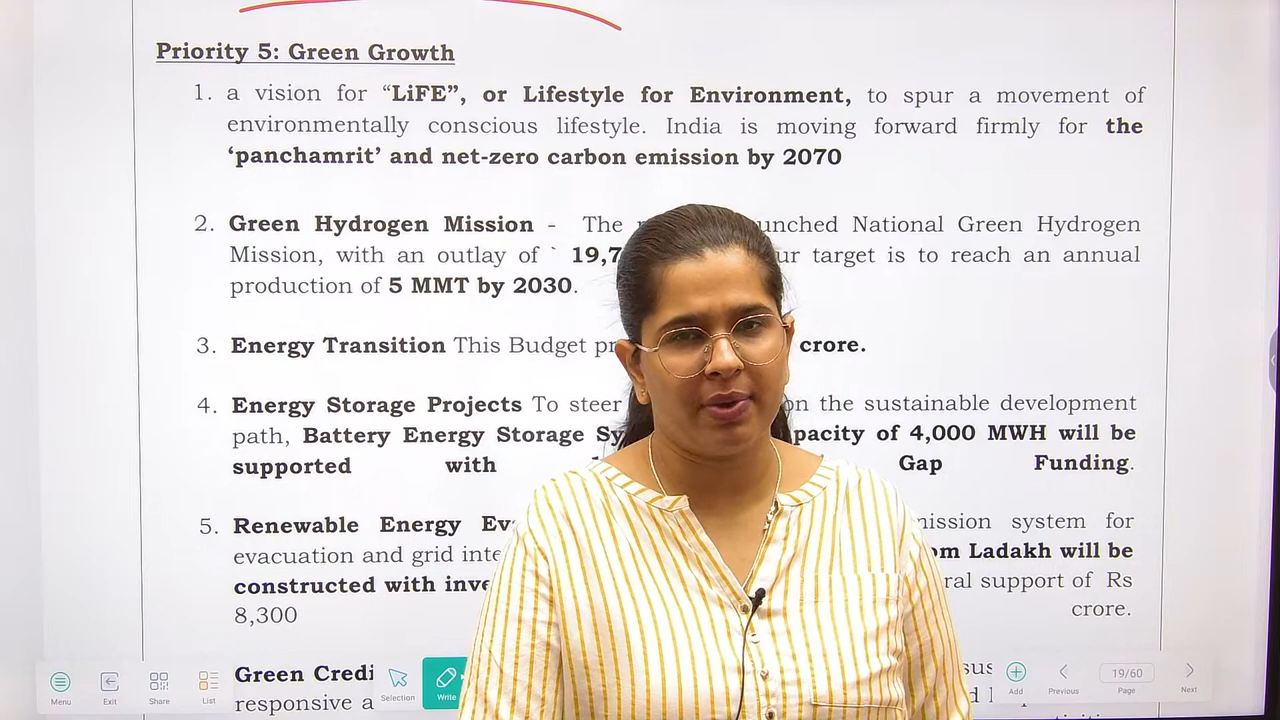 Priority 5: Green Growth
1. a vision for “LiFE”, or Lifestyle for Environment, to spur a movement of
environmentally conscious lifestyle. India is moving forward firmly for the
‘panchamrit’ and net-zero carbon emission by 2070
2. Green Hydrogen Mission - The unched National Green Hydrogen
Mission, with an outlay of ` 19,7 ur target is to reach an annual
production of 5 MMT by 2030.
3. Energy Transition This Budget pr crore.
4. Energy Storage Projects To steer on the sustainable development
path, Battery Energy Storage Sy pacity of 4,000 MWH will be
supported with Gap Funding.
5. Renewable Energy Ev mission system for
evacuation and grid inte om Ladakh will be
constructed with inve ral support of Rs
8,300 crore.
Green Credi sus
responsive a
Menu Exit Share List Selection Write Add Previous 19/60 Page Next